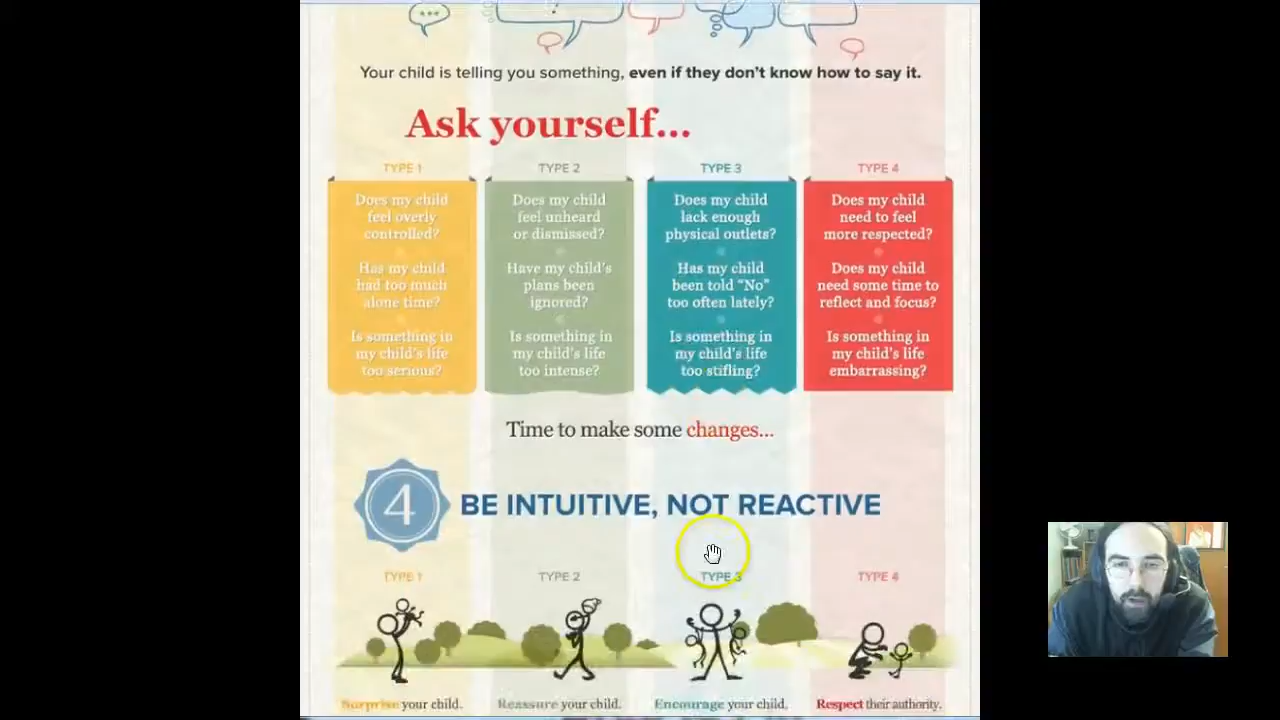 Your child is telling you something, even if they don't know how to say it.
Ask yourself...
TYPE 1
Does my child
feel overly
controlled?
Has my child
had too much
alone time?
Is something in
my child's life
too serious?
TYPE 2
Does my child
feel unheard
or dismissed?
Have my child's
plans been
ignored?
Is something in
my child's life
too intense?
TYPE 3
Does my child
lack enough
physical outlets?
Has my child
been told "No"
too often lately?
Is something in
my child's life
too stifling?
TYPE 4
Does my child
need to feel
more respected?
Does my child
need some time to
reflect and focus?
Is something in
my child's life
embarrassing?
Time to make some changes...
4 BE INTUITIVE, NOT REACTIVE
TYPE 1
TYPE 2
TYPE 3
TYPE 4
Surprise your child.
Reassure your child.
Encourage your child.
Respect their authority.